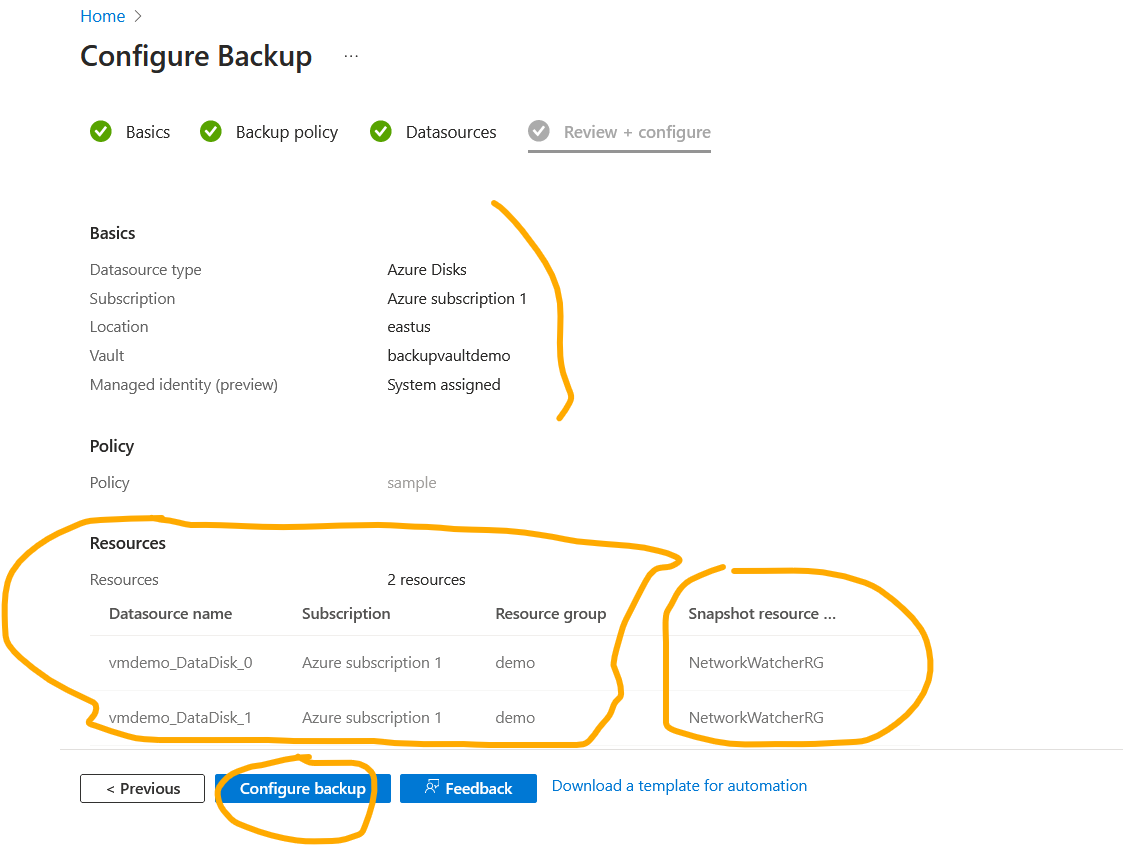 Home >
Configure Backup ...
Basics Backup policy Datasources Review + configure
Basics
Datasource type Azure Disks
Subscription Azure subscription 1
Location eastus
Vault backupvaultdemo
Managed identity (preview) System assigned
Policy
Policy sample
Resources
Resources 2 resources
Datasource name Subscription Resource group Snapshot resource ...
vmdemo_DataDisk_0 Azure subscription 1 demo NetworkWatcherRG
vmdemo_DataDisk_1 Azure subscription 1 demo NetworkWatcherRG
< Previous Configure backup Feedback Download a template for automation